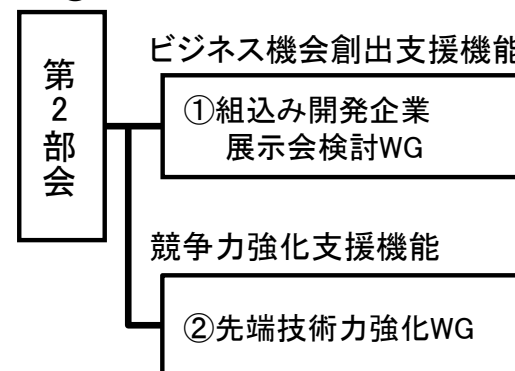 第2部会
ビジネス機会創出支援機能
①組込み開発企業
展示会検討WG
競争力強化支援機能
②先端技術力強化WG